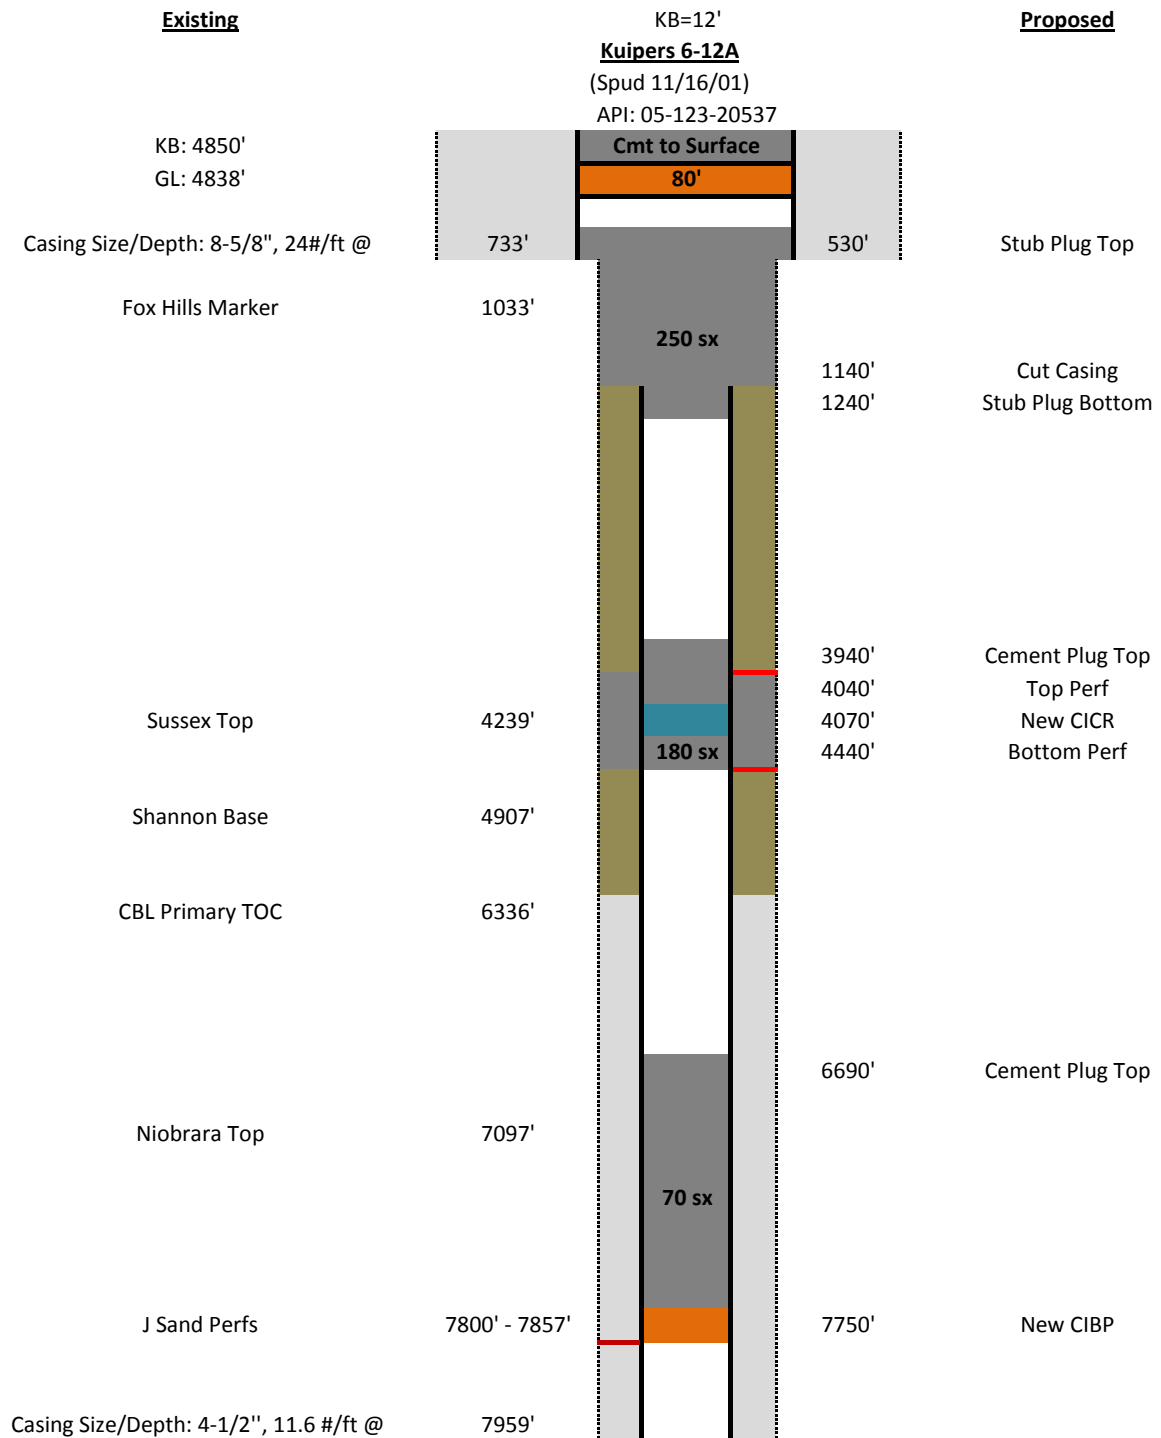 Existing KB=12' Proposed
Kuipers 6-12A
(Spud 11/16/01)
API: 05-123-20537
KB: 4850' Cmt to Surface
GL: 4838' 80'
Casing Size/Depth: 8-5/8", 24#/ft @ 733' 530' Stub Plug Top
Fox Hills Marker 1033'
250 sx
1140' Cut Casing
1240' Stub Plug Bottom
3940' Cement Plug Top
4040' Top Perf
Sussex Top 4239' 4070' New CICR
180 sx 4440' Bottom Perf
Shannon Base 4907'
CBL Primary TOC 6336'
6690' Cement Plug Top
Niobrara Top 7097'
70 sx
J Sand Perfs 7800' - 7857' 7750' New CIBP
Casing Size/Depth: 4-1/2'', 11.6 #/ft @ 7959'